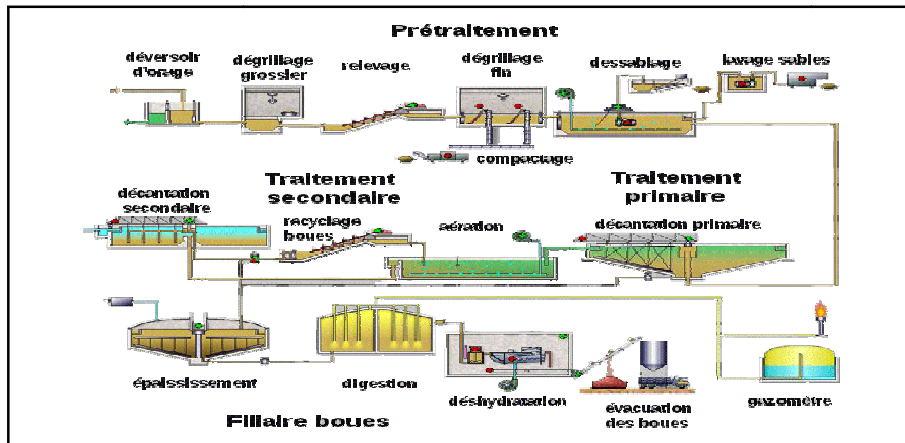 Prétraitement
déversoir
d'orage
dégrillage
grossier
relevage
dégrillage
fin
dessablage
lavage sables
compactage
Traitement
secondaire
Traitement
primaire
décantation
secondaire
recyclage
boues
aération
décantation primaire
épaississement
digestion
déshydratation
évacuation
des boues
gazomètre
Filiaire boues